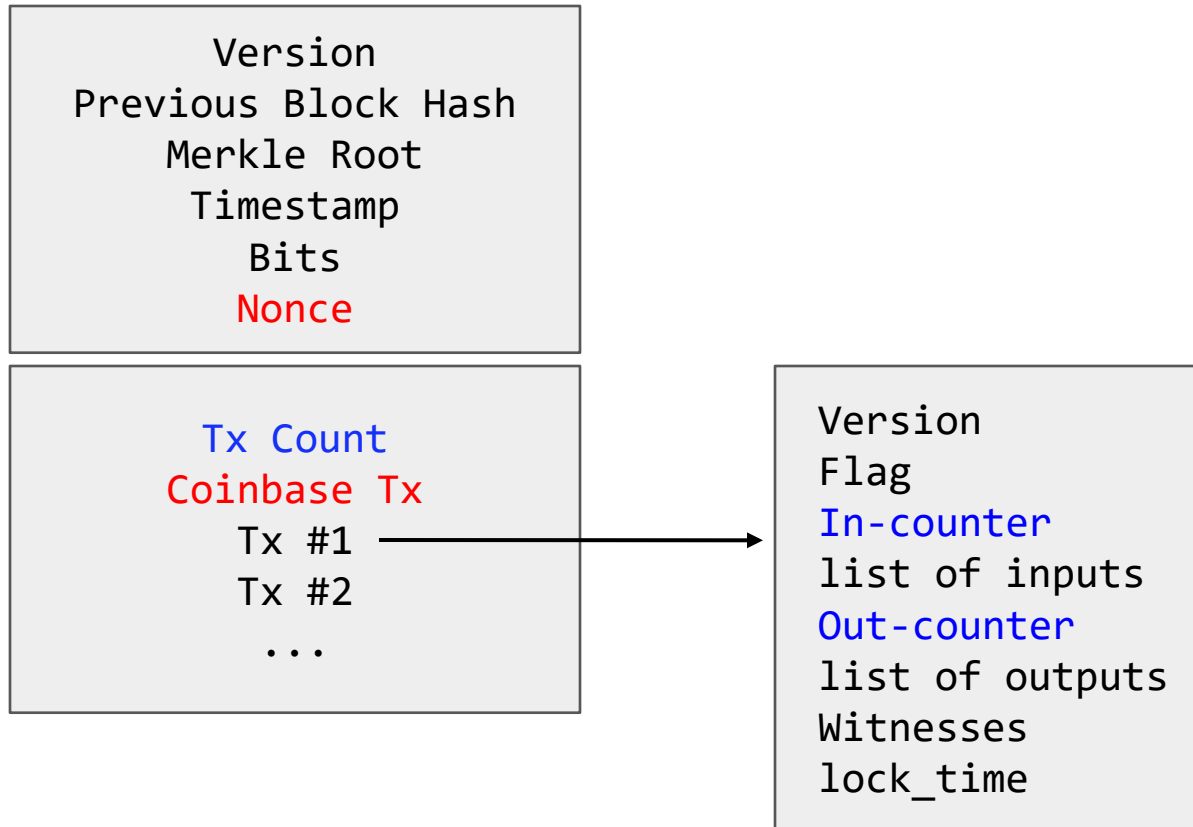 Version
Previous Block Hash
Merkle Root
Timestamp
Bits
Nonce
Tx Count
Coinbase Tx
Tx #1
Tx #2
...
Version
Flag
In-counter
list of inputs
Out-counter
list of outputs
Witnesses
lock_time